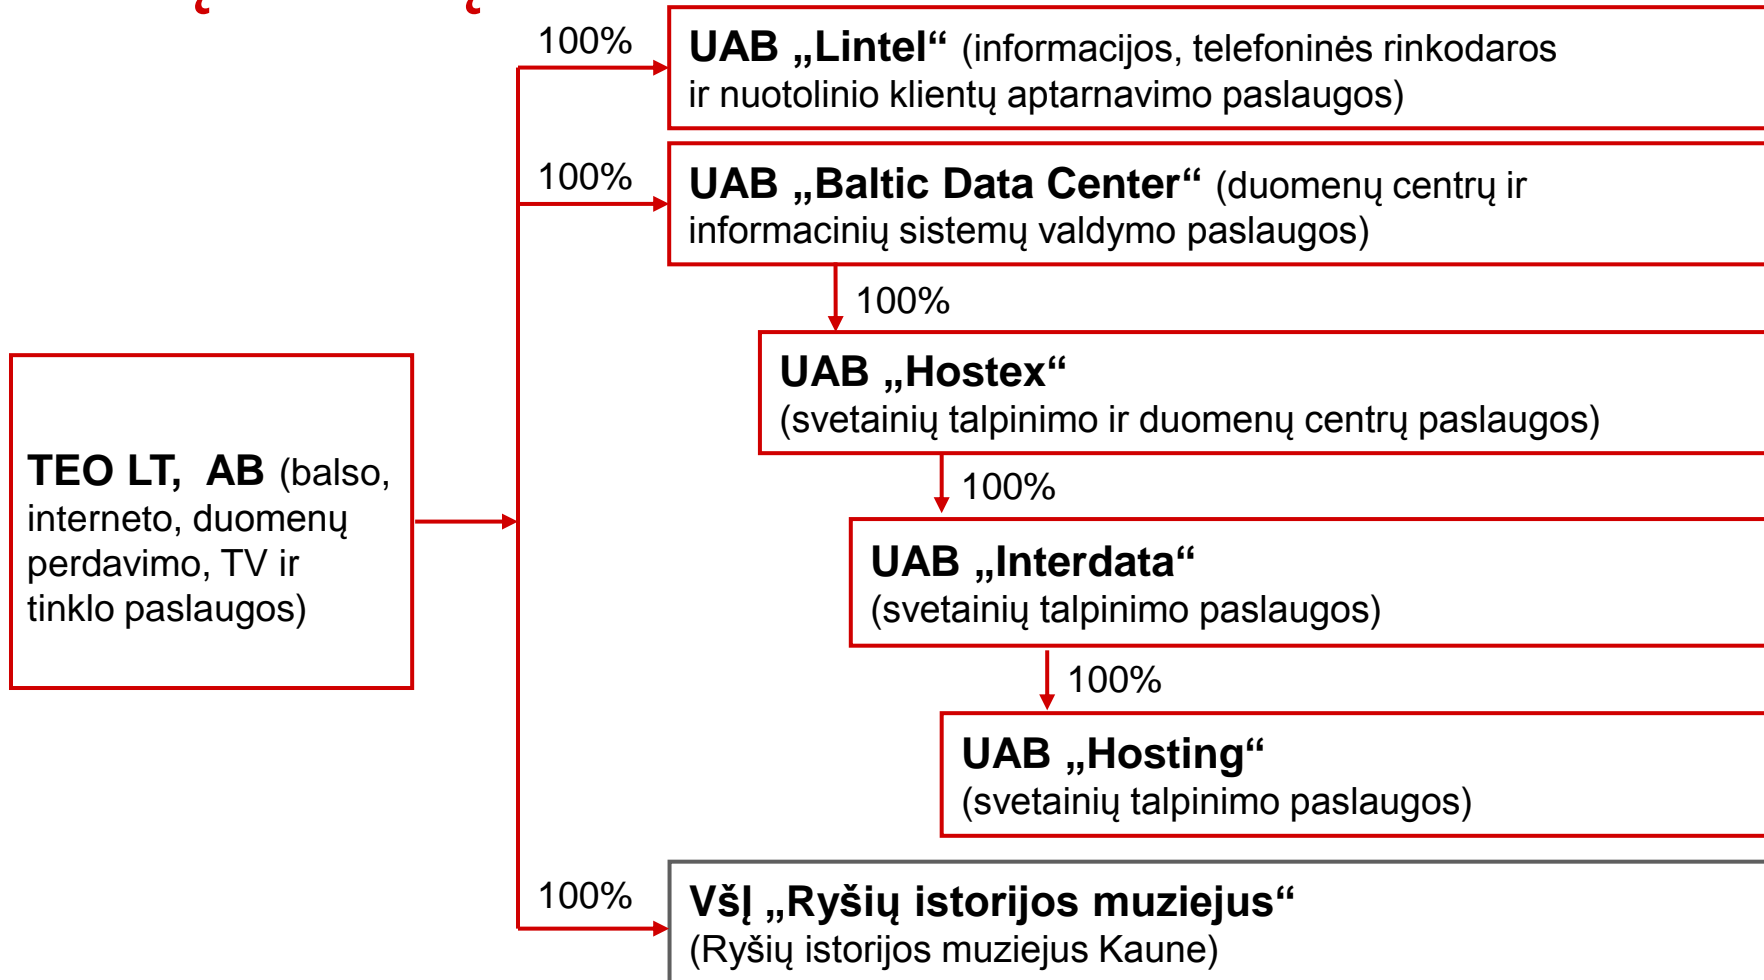 100%
UAB „Lintel“ (informacijos, telefoninės rinkodaros
ir nuotolinio klientų aptarnavimo paslaugos)
100%
UAB „Baltic Data Center“ (duomenų centrų ir
informacinių sistemų valdymo paslaugos)
100%
UAB „Hostex“
(svetainių talpinimo ir duomenų centrų paslaugos)
TEO LT, AB (balso,
interneto, duomenų
perdavimo, TV ir
tinklo paslaugos)
100%
UAB „Interdata“
(svetainių talpinimo paslaugos)
100%
UAB „Hosting“
(svetainių talpinimo paslaugos)
100%
VšĮ „Ryšių istorijos muziejus“
(Ryšių istorijos muziejus Kaune)